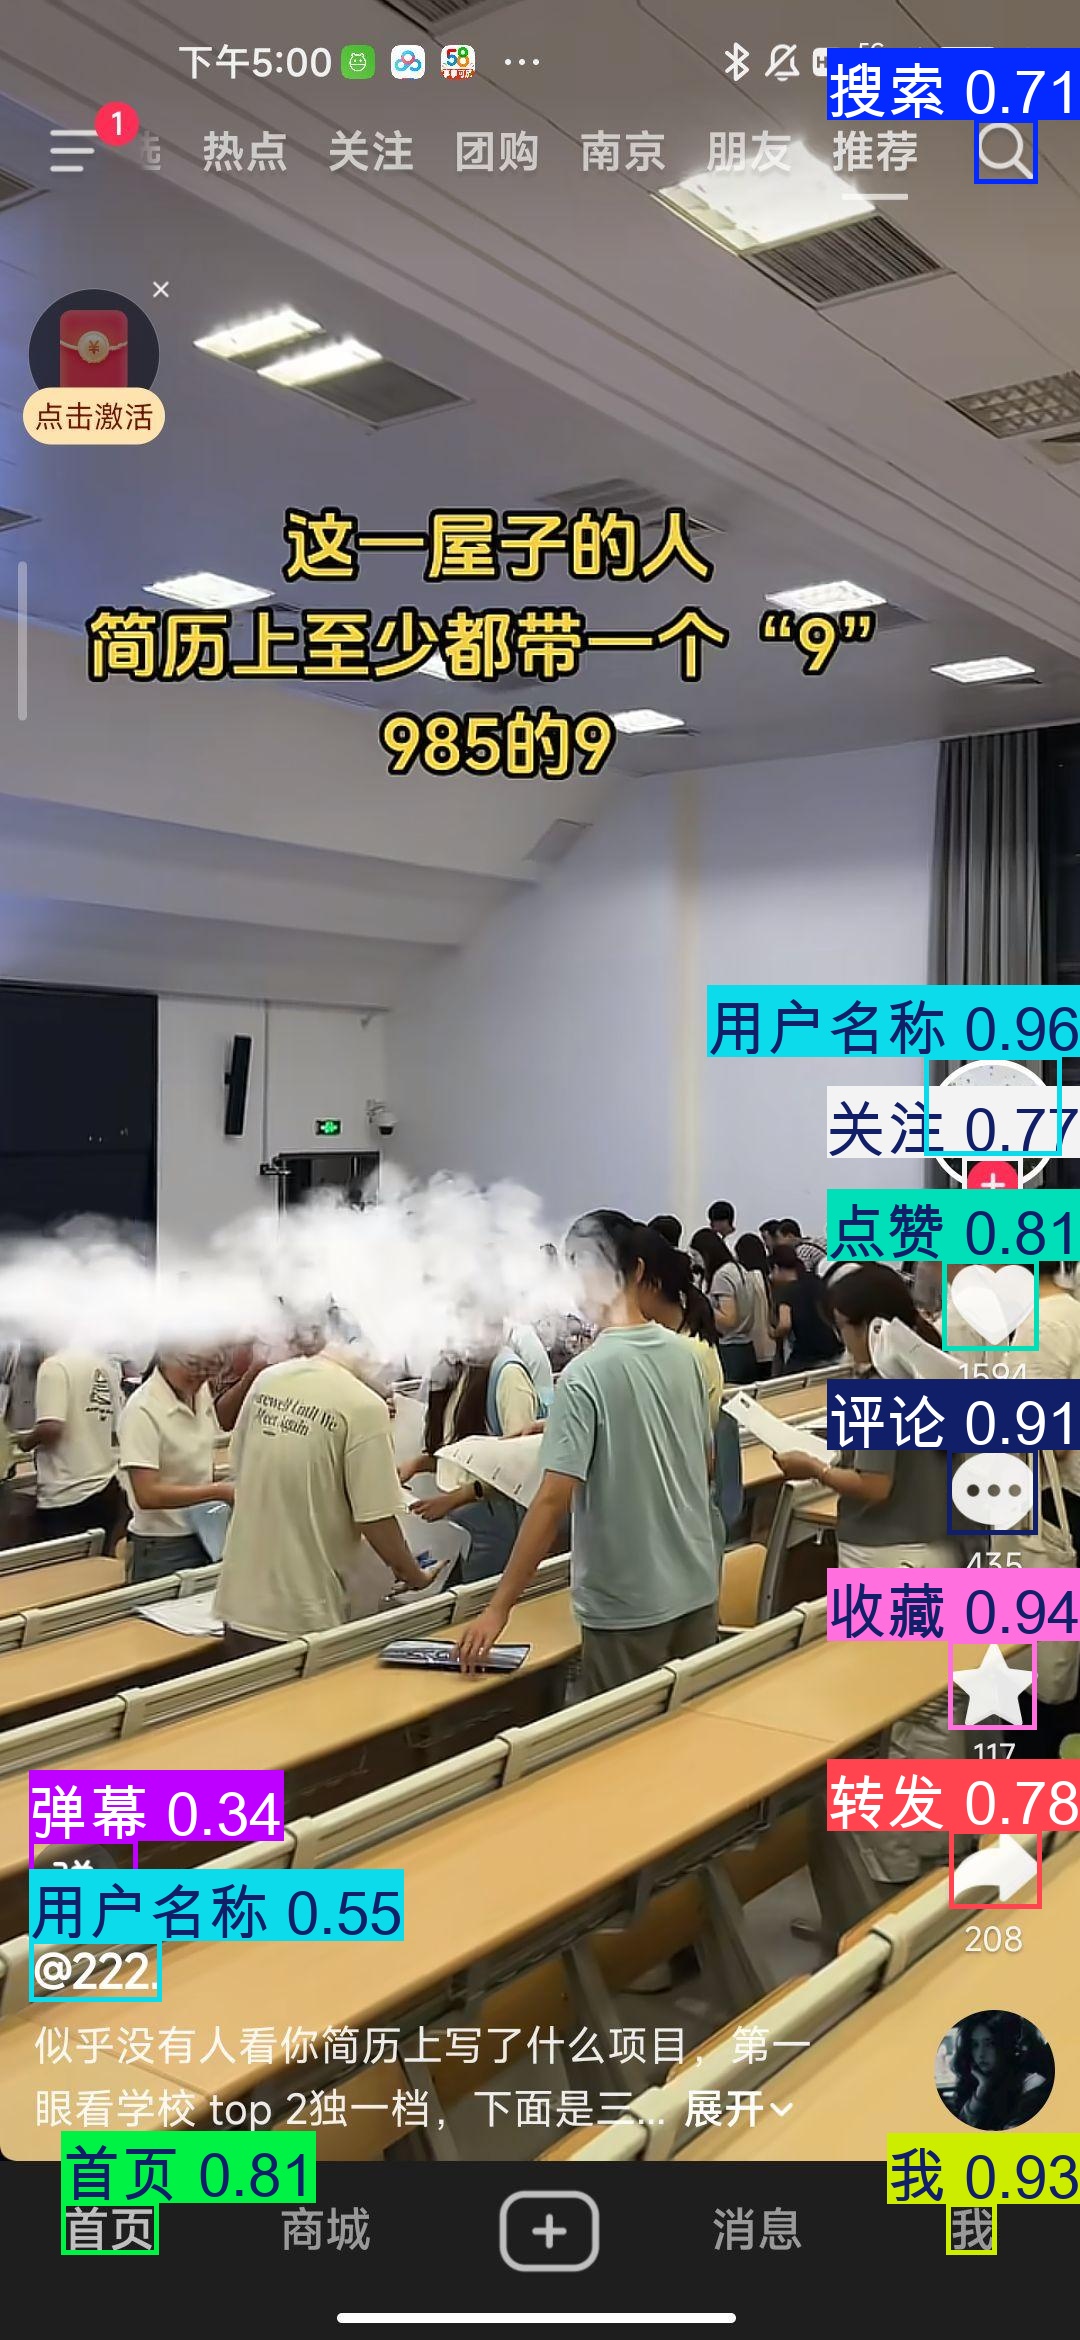 下午5:00 58 ...
搜索 0.71
1
热点 关注 团购 南京 朋友 推荐
点击激活
这一屋子的人
简历上至少都带一个“9”
985的9
用户名称 0.96
关注 0.77
点赞 0.81
1594
评论 0.91
435
收藏 0.94
117
弹幕 0.34
转发 0.78
用户名称 0.55
208
@222.
似乎没有人看你简历上写了什么项目，第一
眼看学校 top 2独一档，下面是三... 展开
首页 0.81
我 0.93
首页 商城 消息 我